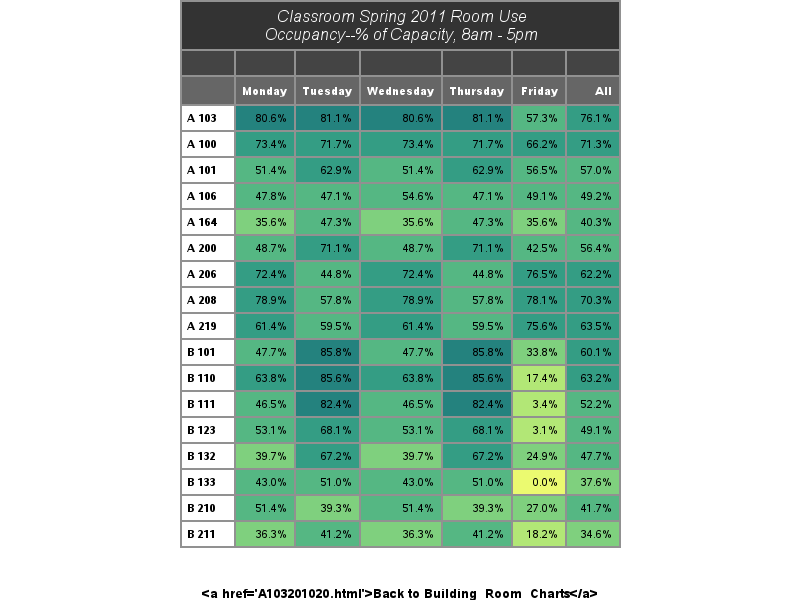 Classroom Spring 2011 Room Use
Occupancy--% of Capacity, 8am - 5pm
Monday Tuesday Wednesday Thursday Friday All
A 103 80.6% 81.1% 80.6% 81.1% 57.3% 76.1%
A 100 73.4% 71.7% 73.4% 71.7% 66.2% 71.3%
A 101 51.4% 62.9% 51.4% 62.9% 56.5% 57.0%
A 106 47.8% 47.1% 54.6% 47.1% 49.1% 49.2%
A 164 35.6% 47.3% 35.6% 47.3% 35.6% 40.3%
A 200 48.7% 71.1% 48.7% 71.1% 42.5% 56.4%
A 206 72.4% 44.8% 72.4% 44.8% 76.5% 62.2%
A 208 78.9% 57.8% 78.9% 57.8% 78.1% 70.3%
A 219 61.4% 59.5% 61.4% 59.5% 75.6% 63.5%
B 101 47.7% 85.8% 47.7% 85.8% 33.8% 60.1%
B 110 63.8% 85.6% 63.8% 85.6% 17.4% 63.2%
B 111 46.5% 82.4% 46.5% 82.4% 3.4% 52.2%
B 123 53.1% 68.1% 53.1% 68.1% 3.1% 49.1%
B 132 39.7% 67.2% 39.7% 67.2% 24.9% 47.7%
B 133 43.0% 51.0% 43.0% 51.0% 0.0% 37.6%
B 210 51.4% 39.3% 51.4% 39.3% 27.0% 41.7%
B 211 36.3% 41.2% 36.3% 41.2% 18.2% 34.6%
<a href='A103201020.html'>Back to Building_Room_Charts</a>